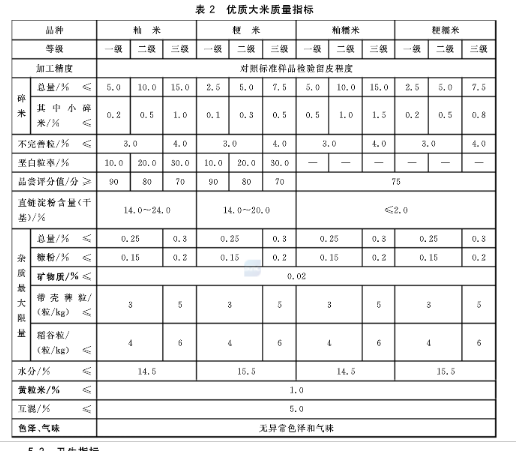 表 2 优质大米质量指标
品种 籼 米 粳 米 籼糯米 粳糯米
等级 一级 二级 三级 一级 二级 三级 一级 二级 三级 一级 二级 三级
加工精度 对照标准样品检验留皮程度
碎米 总量/% ≤ 5.0 10.0 15.0 2.5 5.0 7.5 5.0 10.0 15.0 2.5 5.0 7.5
其中小碎米/% ≤ 0.2 0.5 1.0 0.1 0.3 0.5 0.5 1.0 1.5 0.2 0.5 0.8
不完善粒/% ≤ 3.0 4.0 3.0 4.0 3.0 4.0 3.0 4.0
垩白粒率/% ≤ 10.0 20.0 30.0 10.0 20.0 30.0 — — — — — —
品尝评分值/分 ≥ 90 80 70 90 80 70 75
直链淀粉含量(干基)/% 14.0~24.0 14.0~20.0 ≤2.0
杂质最大限量 总量/% ≤ 0.25 0.3 0.25 0.3 0.25 0.3 0.25 0.3
糠粉/% ≤ 0.15 0.2 0.15 0.2 0.15 0.2 0.15 0.2
矿物质/% ≤ 0.02
带壳稗粒/(粒/kg) ≤ 3 5 3 5 3 5 3 5
稻谷粒/(粒/kg) ≤ 4 6 4 6 4 6 4 6
水分/% ≤ 14.5 15.5 14.5 15.5
黄粒米/% ≤ 1.0
互混/% ≤ 5.0
色泽、气味 无异常色泽和气味
5.3 卫生指标